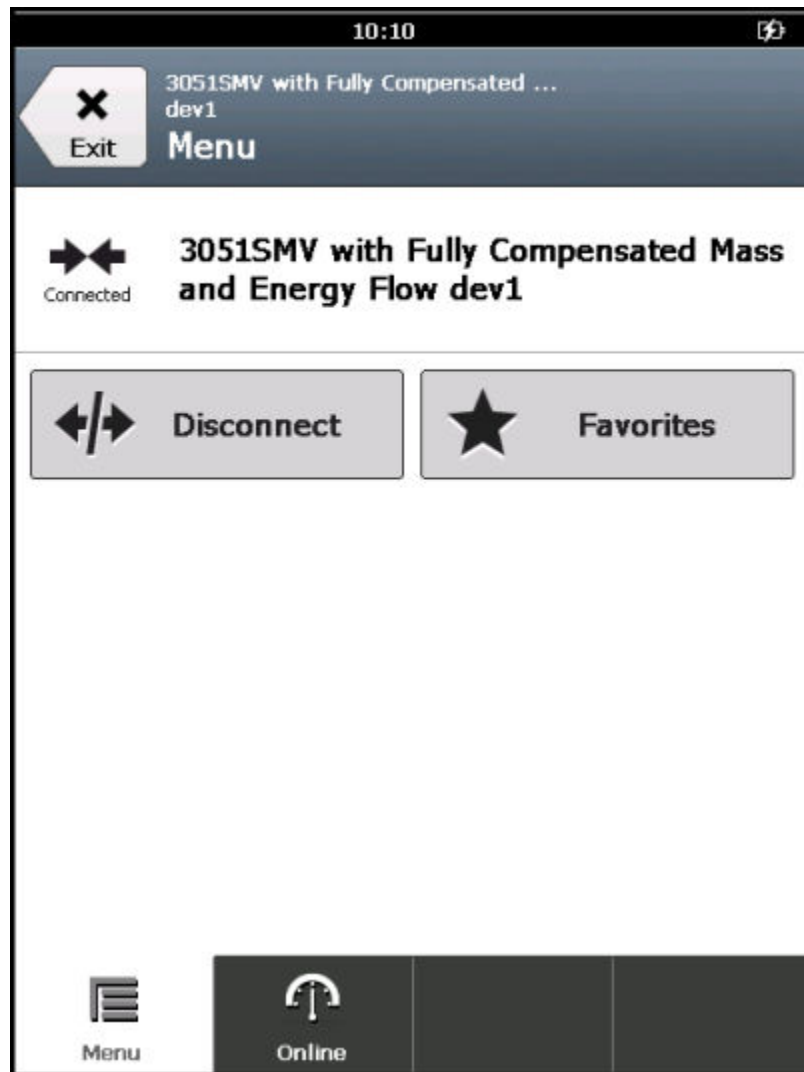 10:10
3051SMV with Fully Compensated ...
dev1
Exit
Menu
Connected
3051SMV with Fully Compensated Mass
and Energy Flow dev1
Disconnect
Favorites
Menu
Online